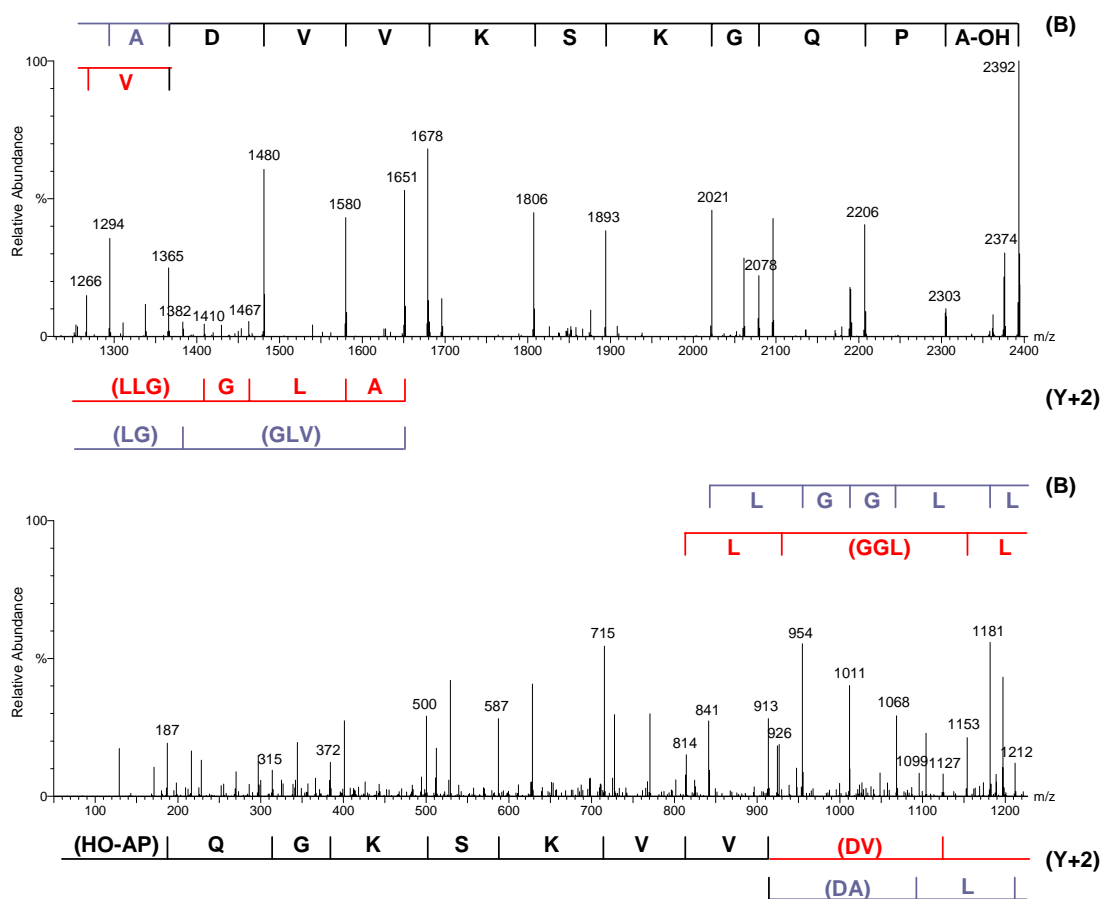 A D V V K S K G Q P A-OH (B)
V
100
2392
1678
1480
1651
1580
1806
2021
1893
2206
Relative Abundance
%
1294
1365
2374
1266
2078
1382 1410 1467
2303
1300 1400 1500 1600 1700 1800 1900 2000 2100 2200 2300 2400 m/z
(LLG) G L A (Y+2)
(LG) (GLV)
(B)
L G G L L
100
L (GGL) L
715
954
1181
Relative Abundance
%
1011
500
587
841
913
1068
187
926
1153
814
372
315
1099 1127
1212
100 200 300 400 500 600 700 800 900 1000 1100 1200 m/z
(HO-AP) Q G K S K V V (DV) (Y+2)
(DA) L